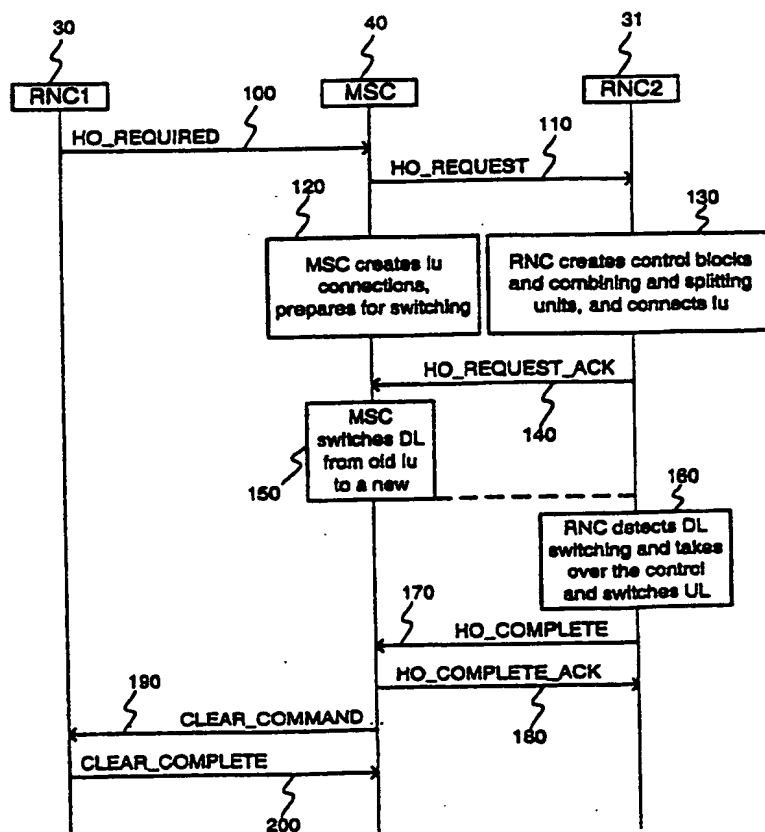 30
40
31
RNC1
MSC
RNC2
100
HO_REQUIRED
110
HO_REQUEST
120
130
MSC creates Iu
connections,
prepares for switching
RNC creates control blocks
and combining and splitting
units, and connects Iu
HO_REQUEST_ACK
140
MSC
switches DL
from old Iu
to a new
150
160
RNC detects DL
switching and takes
over the control
and switches UL
170
HO_COMPLETE
HO_COMPLETE_ACK
180
190
CLEAR_COMMAND
CLEAR_COMPLETE
200